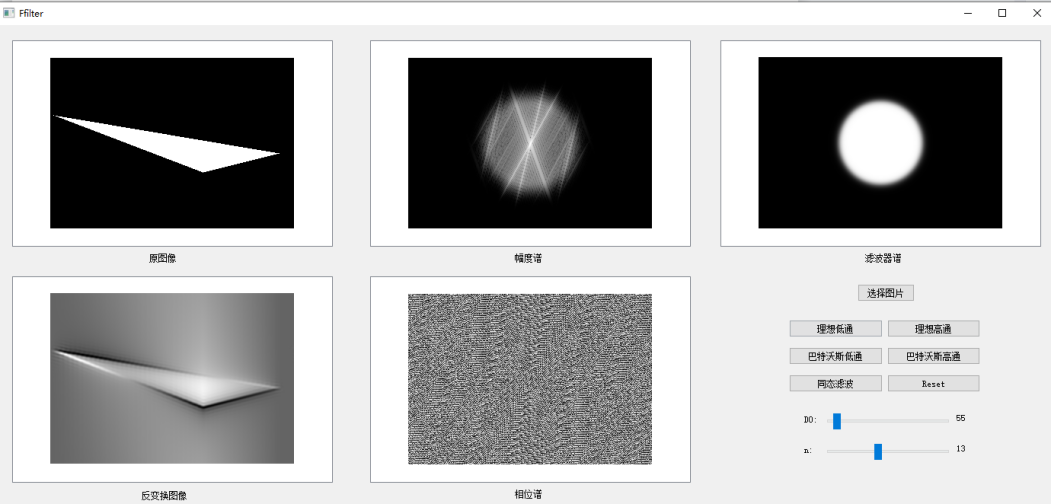 Ffilter
原图像
幅度谱
滤波器谱
选择图片
理想低通
理想高通
巴特沃斯低通
巴特沃斯高通
同态滤波
Reset
D0:
55
n:
13
反变换图像
相位谱